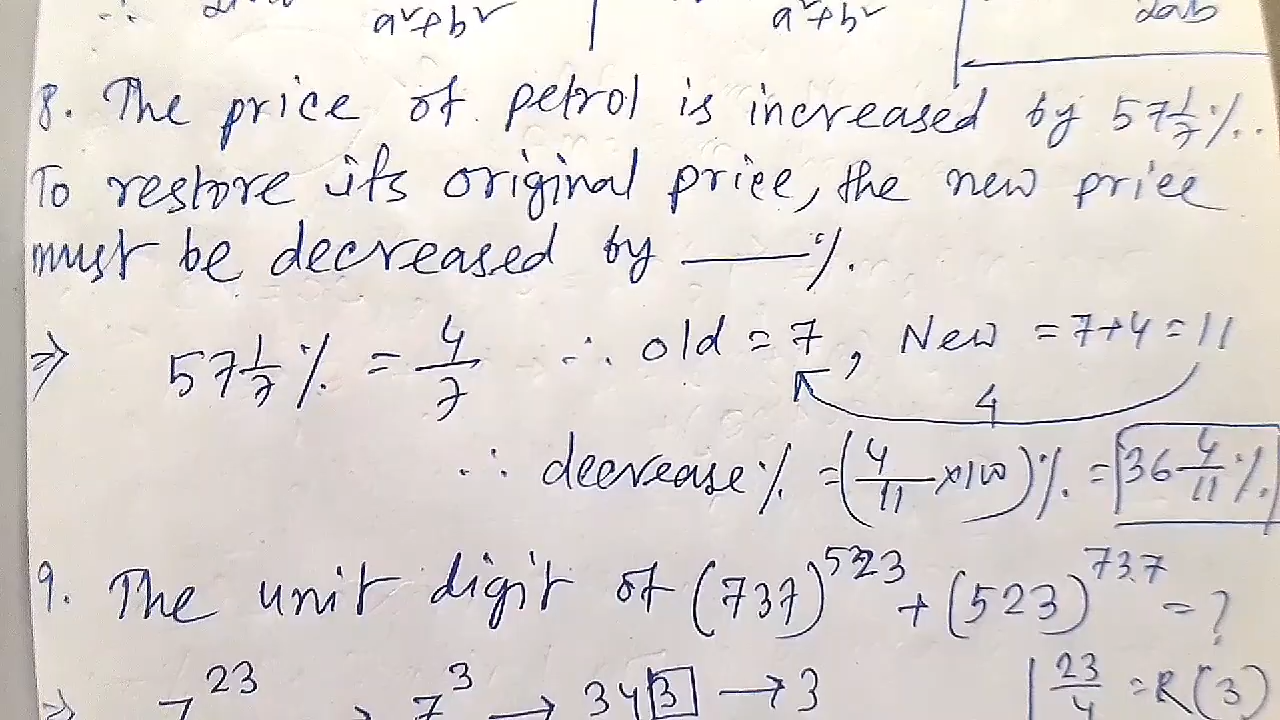 a²+b² a²+b² 2ab
8. The price of petrol is increased by 57 1/7 %.
To restore its original price, the new price
must be decreased by ——%.
⇒ 57 1/7 % = 4/7 ∴ old = 7, New = 7+4 = 11
4
∴ decrease % = (4/11 ×100)% = 36 4/11 %
9. The unit digit of (737)^523 + (523)^737 = ?
⇒ 7^23 → 7^3 → 343 → 3 | 23/4 = R(3)